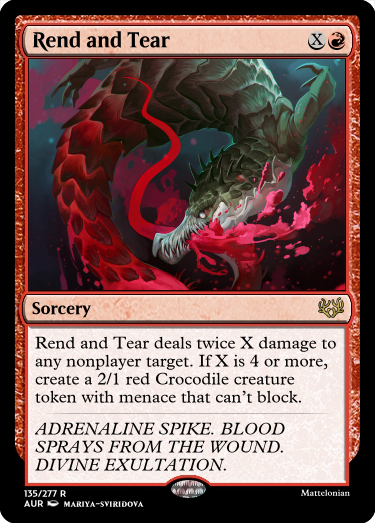 Rend and Tear X
Sorcery
Rend and Tear deals twice X damage to
any nonplayer target. If X is 4 or more,
create a 2/1 red Crocodile creature
token with menace that can't block.
ADRENALINE SPIKE. BLOOD
SPRAYS FROM THE WOUND.
DIVINE EXULTATION.
135/277 R Mattelonian
AUR MARIYA-SVIRIDOVA